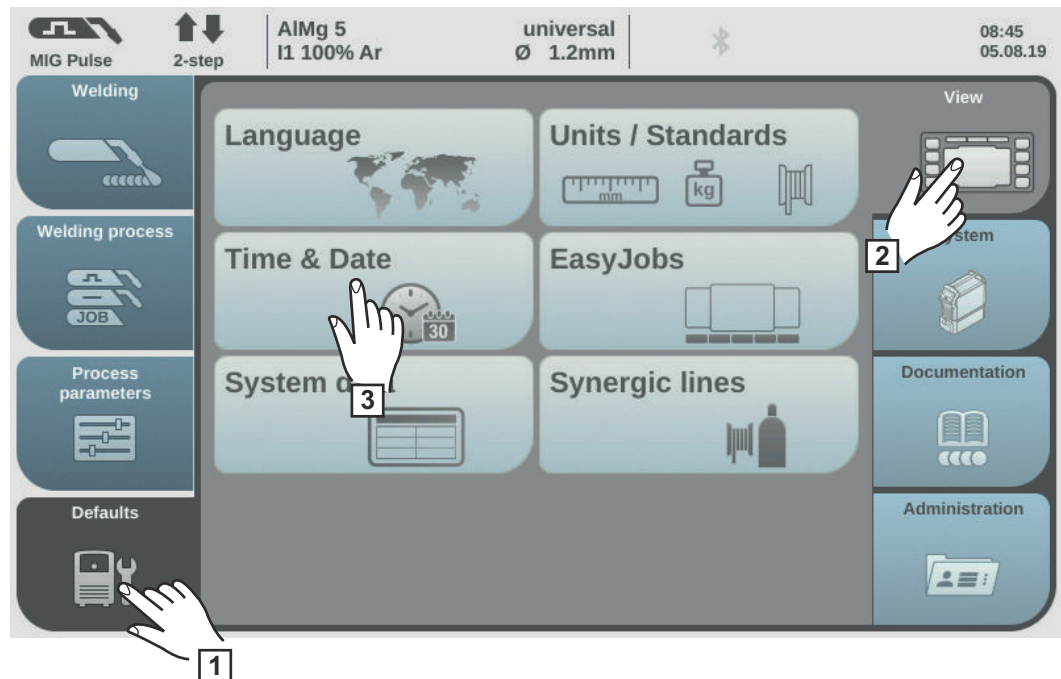 MIG Pulse
2-step
AlMg 5
I1 100% Ar
universal
Ø 1.2mm
08:45
05.08.19
Welding
Welding process
JOB
Process
parameters
Defaults
Language
Units / Standards
mm
kg
Time & Date
30
EasyJobs
System
Synergic lines
View
Documentation
Administration
1
2
3